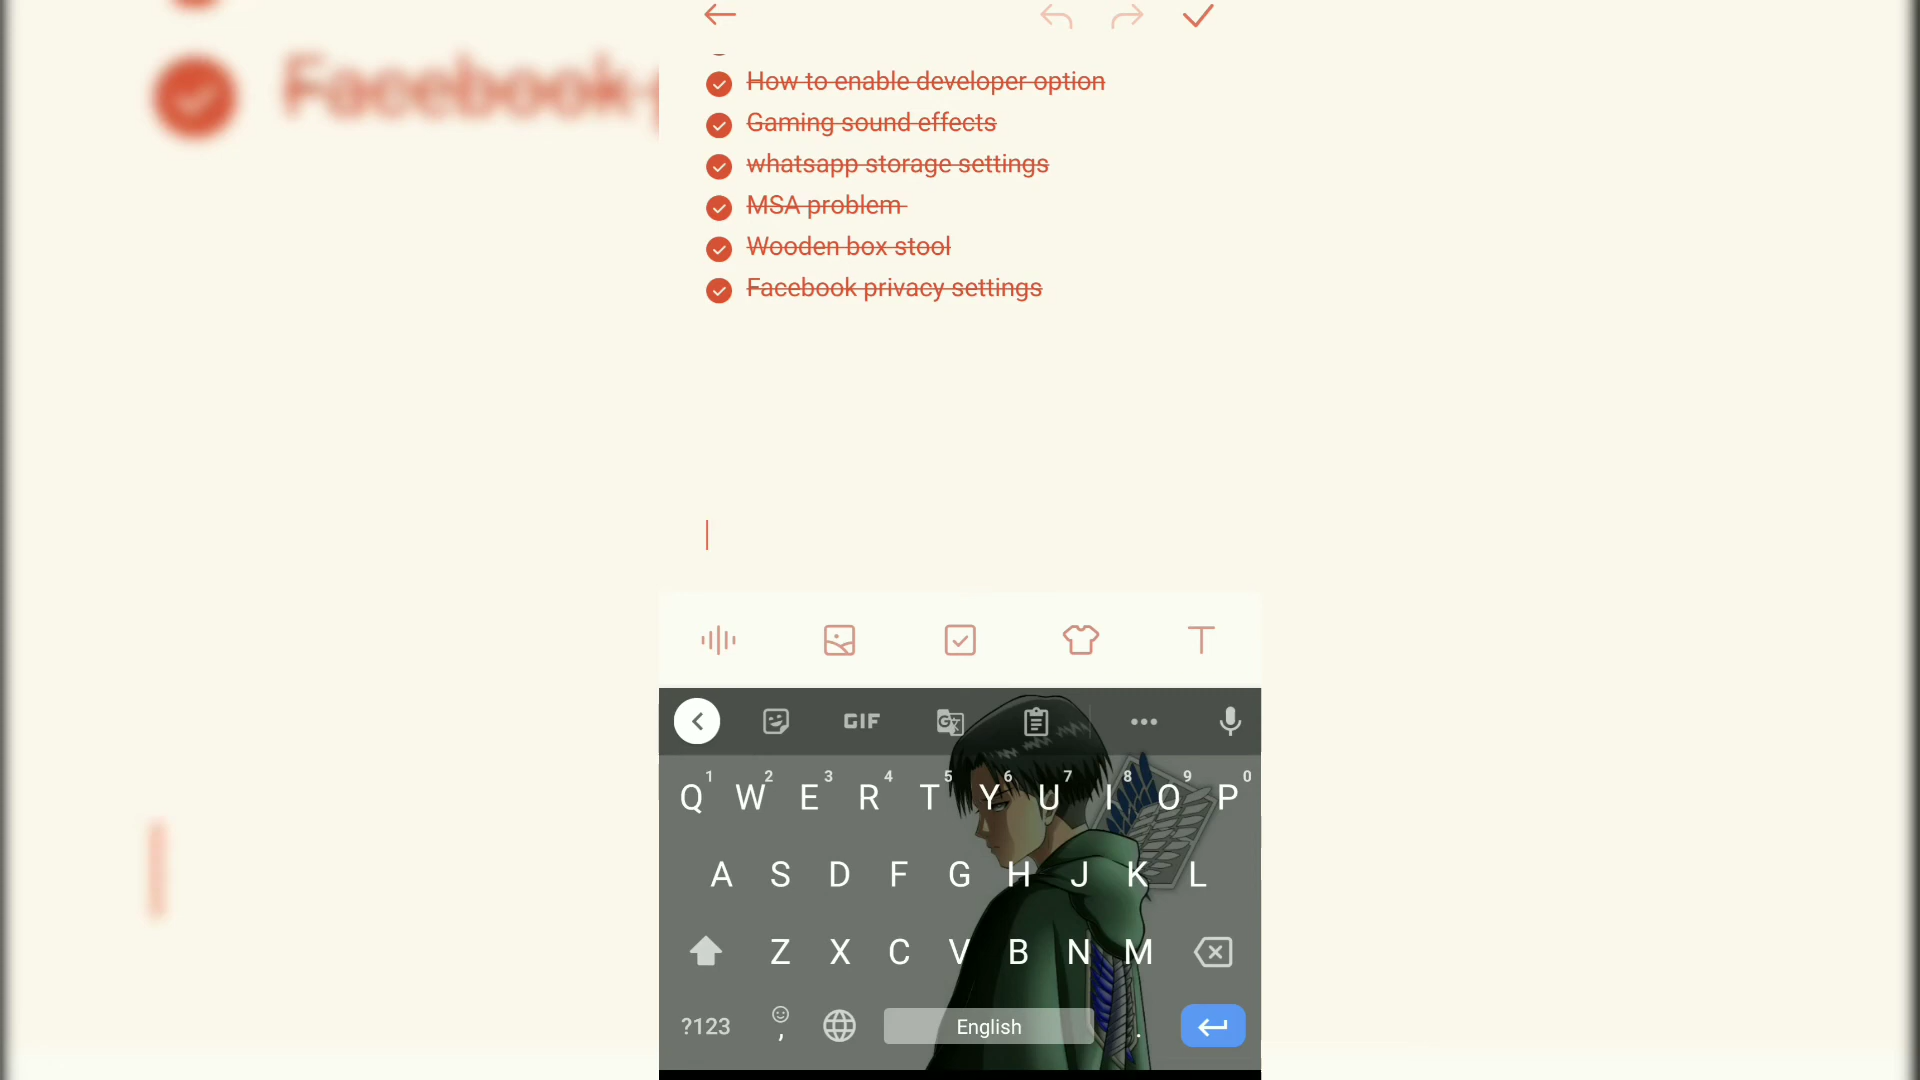 How to enable developer option
Gaming sound effects
whatsapp storage settings
MSA problem
Wooden box stool
Facebook privacy settings
Facebook
T
GIF
G
1 2 3 4 5 6 7 8 9 0
Q W E R T Y U I O P
A S D F G H J K L
Z X C V B N M
?123 , English .